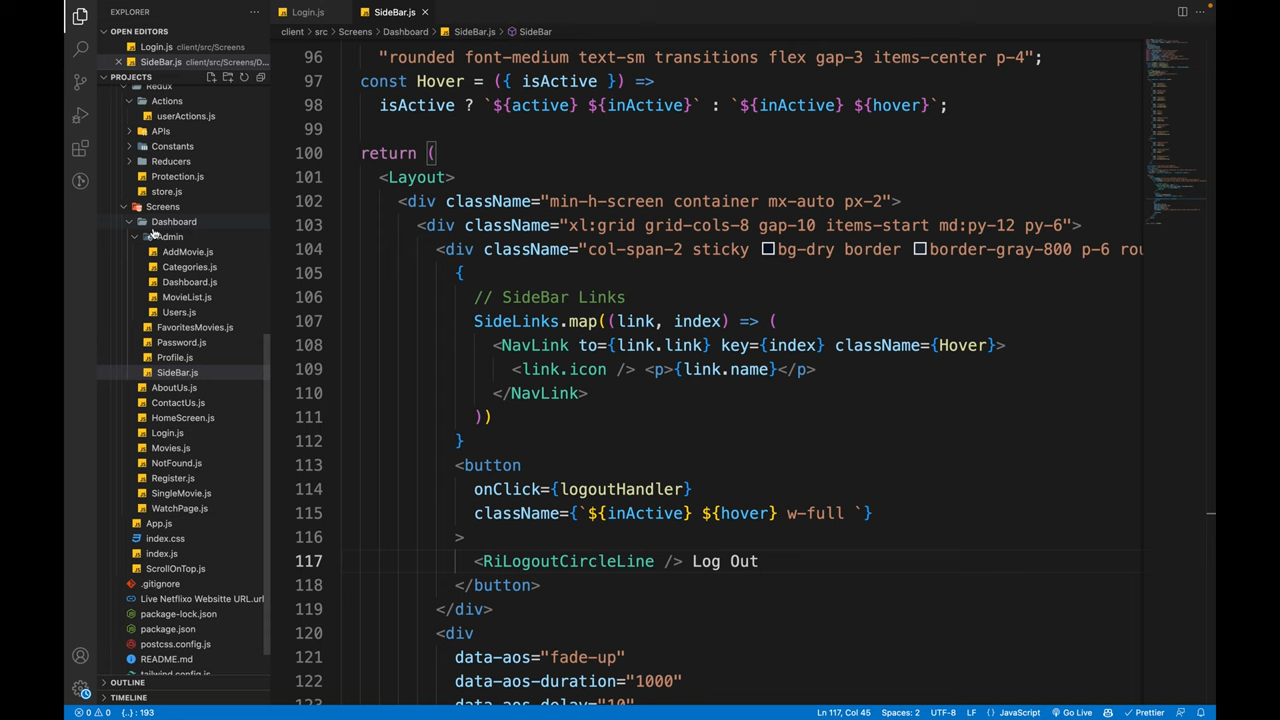 EXPLORER
Login.js
SideBar.js
OPEN EDITORS
Login.js client/src/Screens
SideBar.js client/src/Screens/D...
PROJECTS
Redux
Actions
userActions.js
APIs
Constants
Reducers
Protection.js
store.js
Screens
Dashboard
Admin
AddMovie.js
Categories.js
Dashboard.js
MovieList.js
Users.js
FavoritesMovies.js
Password.js
Profile.js
SideBar.js
AboutUs.js
ContactUs.js
HomeScreen.js
Login.js
Movies.js
NotFound.js
Register.js
SingleMovie.js
WatchPage.js
App.js
index.css
index.js
ScrollOnTop.js
.gitignore
Live Netflixo Websitte URL.url
package-lock.json
package.json
postcss.config.js
README.md
tailwind.config.js
OUTLINE
TIMELINE
client > src > Screens > Dashboard > SideBar.js > SideBar
96 "rounded font-medium text-sm transitions flex gap-3 items-center p-4";
97 const Hover = ({ isActive }) =>
98 isActive ? `${active} ${inActive}` : `${inActive} ${hover}`;
99
100 return (
101 <Layout>
102 <div className="min-h-screen container mx-auto px-2">
103 <div className="xl:grid grid-cols-8 gap-10 items-start md:py-12 py-6">
104 <div className="col-span-2 sticky bg-dry border border-gray-800 p-6 rou
105 {
106 // SideBar Links
107 SideLinks.map((link, index) => (
108 <NavLink to={link.link} key={index} className={Hover}>
109 <link.icon /> <p>{link.name}</p>
110 </NavLink>
111 ))
112 }
113 <button
114 onClick={logoutHandler}
115 className={`${inActive} ${hover} w-full `}
116 >
117 <RiLogoutCircleLine /> Log Out
118 </button>
119 </div>
120 <div
121 data-aos="fade-up"
122 data-aos-duration="1000"
123 data-aos-delay="10"
0 0 {..} : 193
Ln 117, Col 45 Spaces: 2 UTF-8 LF {} JavaScript Go Live Prettier